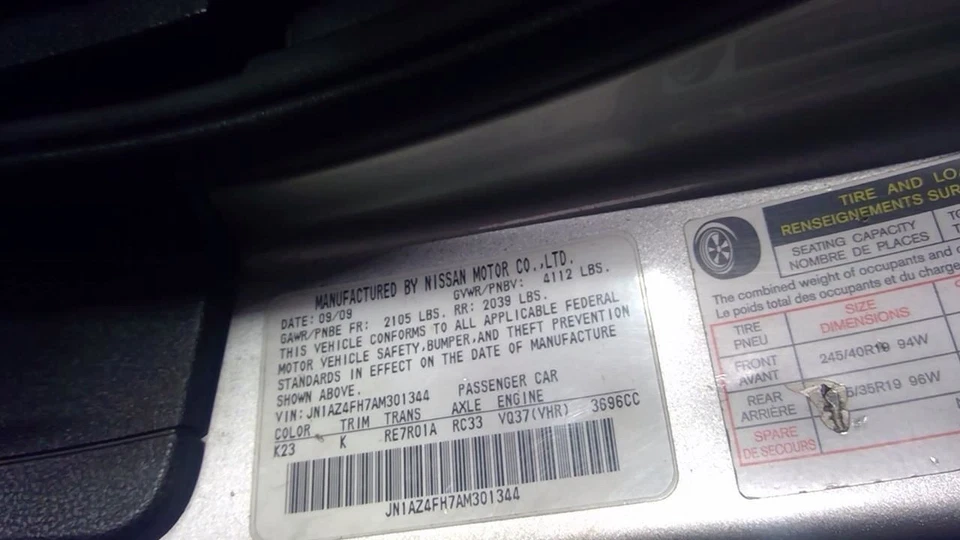 MANUFACTURED BY NISSAN MOTOR CO.,LTD.
DATE: 09/09 GVWR/PNBV: 4112 LBS.
GAWR/PNBE FR: 2105 LBS. RR: 2039 LBS.
THIS VEHICLE CONFORMS TO ALL APPLICABLE FEDERAL
MOTOR VEHICLE SAFETY,BUMPER,AND THEFT PREVENTION
STANDARDS IN EFFECT ON THE DATE OF MANUFACTURE
SHOWN ABOVE.
VIN: JN1AZ4FH7AM301344 PASSENGER CAR
COLOR TRIM TRANS AXLE ENGINE
K23 K RE7R01A RC33 VQ37(VHR) 3696CC
JN1AZ4FH7AM301344
TIRE AND
RENSEIGNEMENTS SUR
SEATING CAPACITY
NOMBRE DE PLACES
The combined weight of occupants and
Le poids total des occupants et du
TIRE
PNEU
SIZE
DIMENSIONS
FRONT
AVANT
245/40R19 94W
REAR
ARRIÈRE
/35R19 96W
SPARE
DE SECOURS